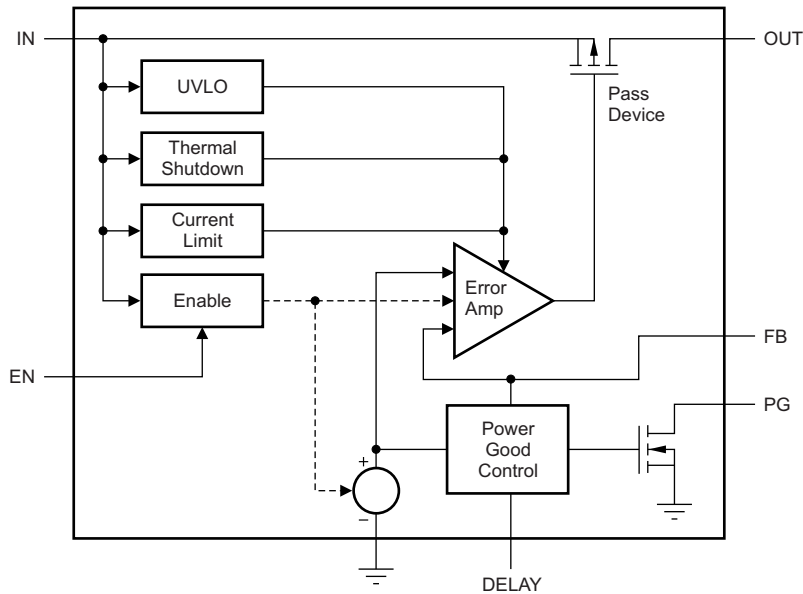 IN
OUT
UVLO
Pass
Device
Thermal
Shutdown
Current
Limit
Error
Amp
Enable
FB
EN
PG
Power
Good
Control
+
–
DELAY